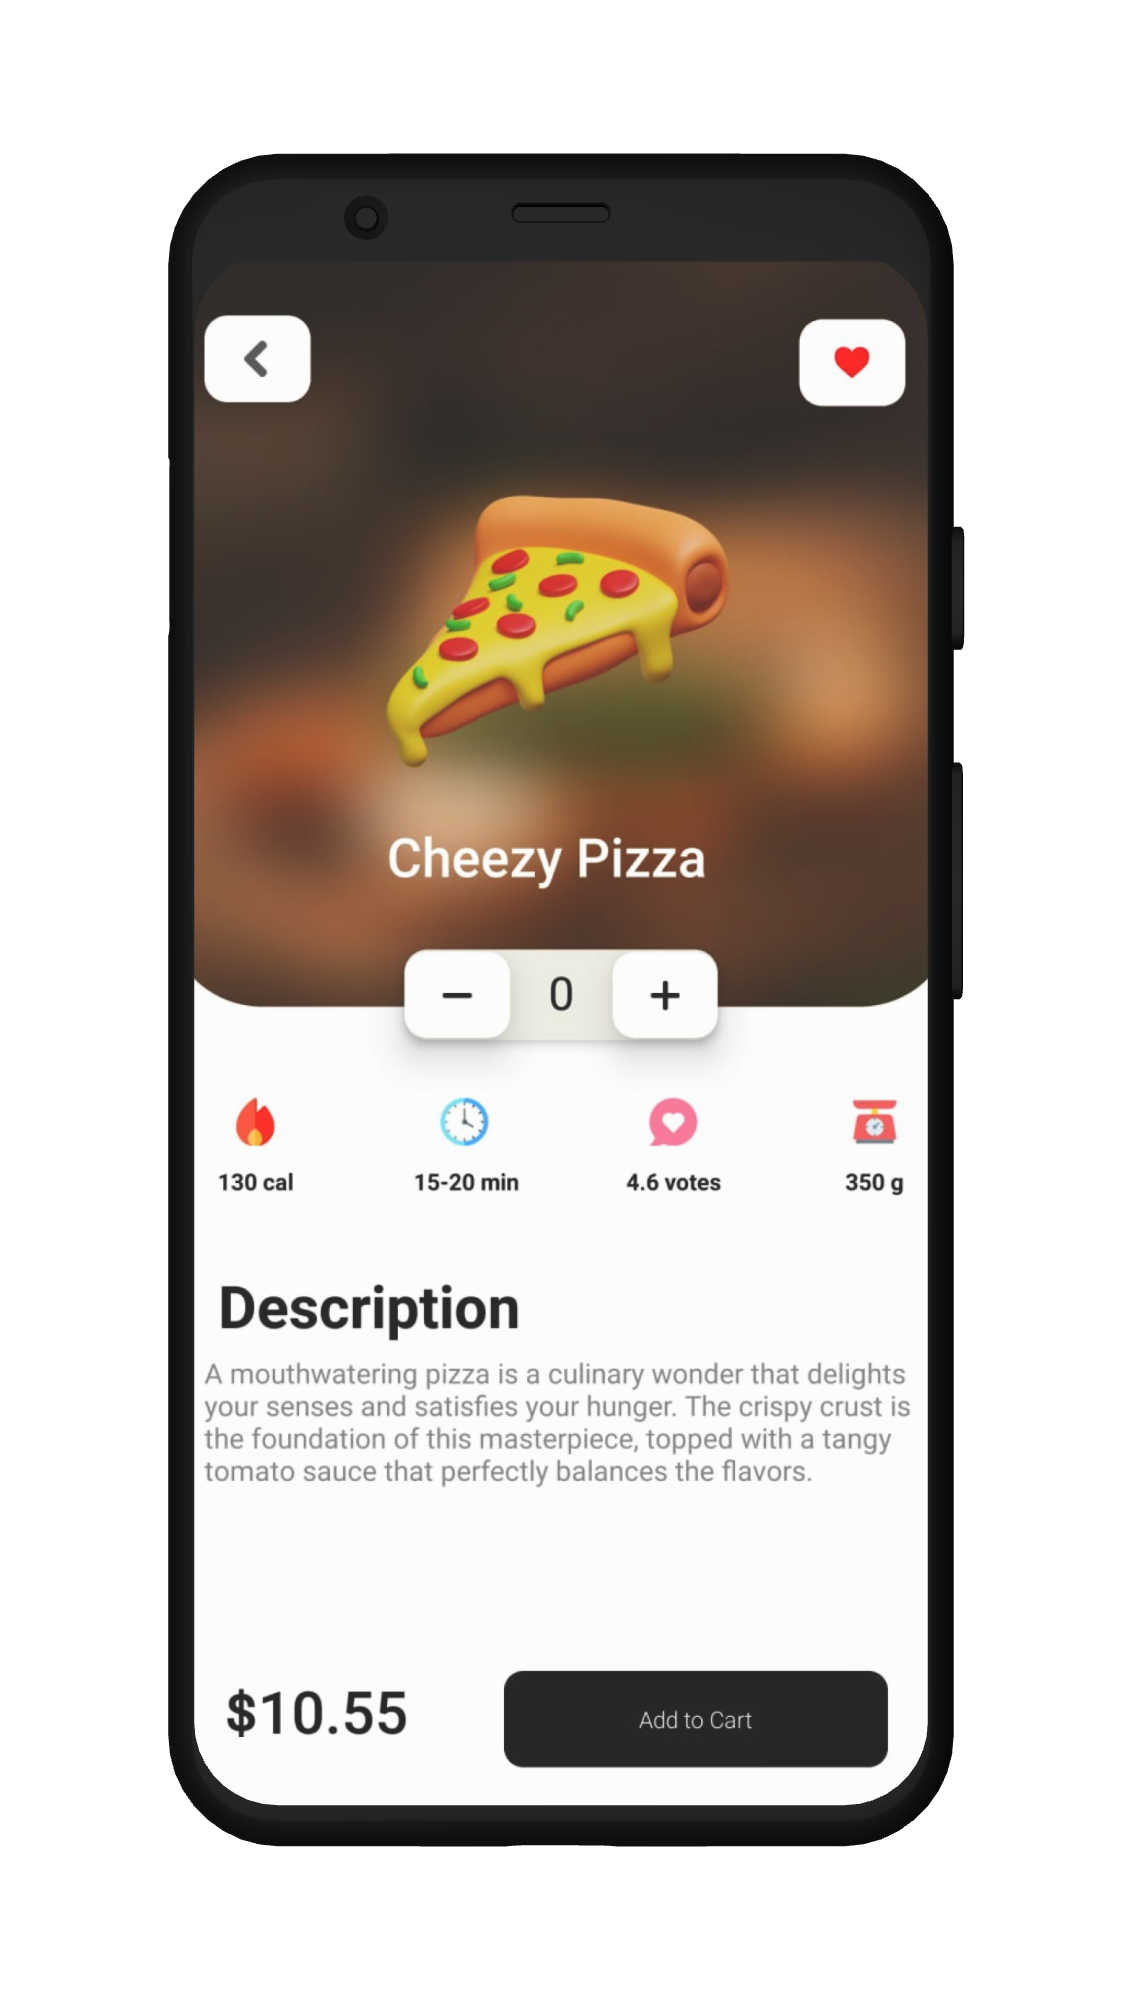 Cheezy Pizza
0
130 cal
15-20 min
4.6 votes
350 g
Description
A mouthwatering pizza is a culinary wonder that delights
your senses and satisfies your hunger. The crispy crust is
the foundation of this masterpiece, topped with a tangy
tomato sauce that perfectly balances the flavors.
$10.55
Add to Cart